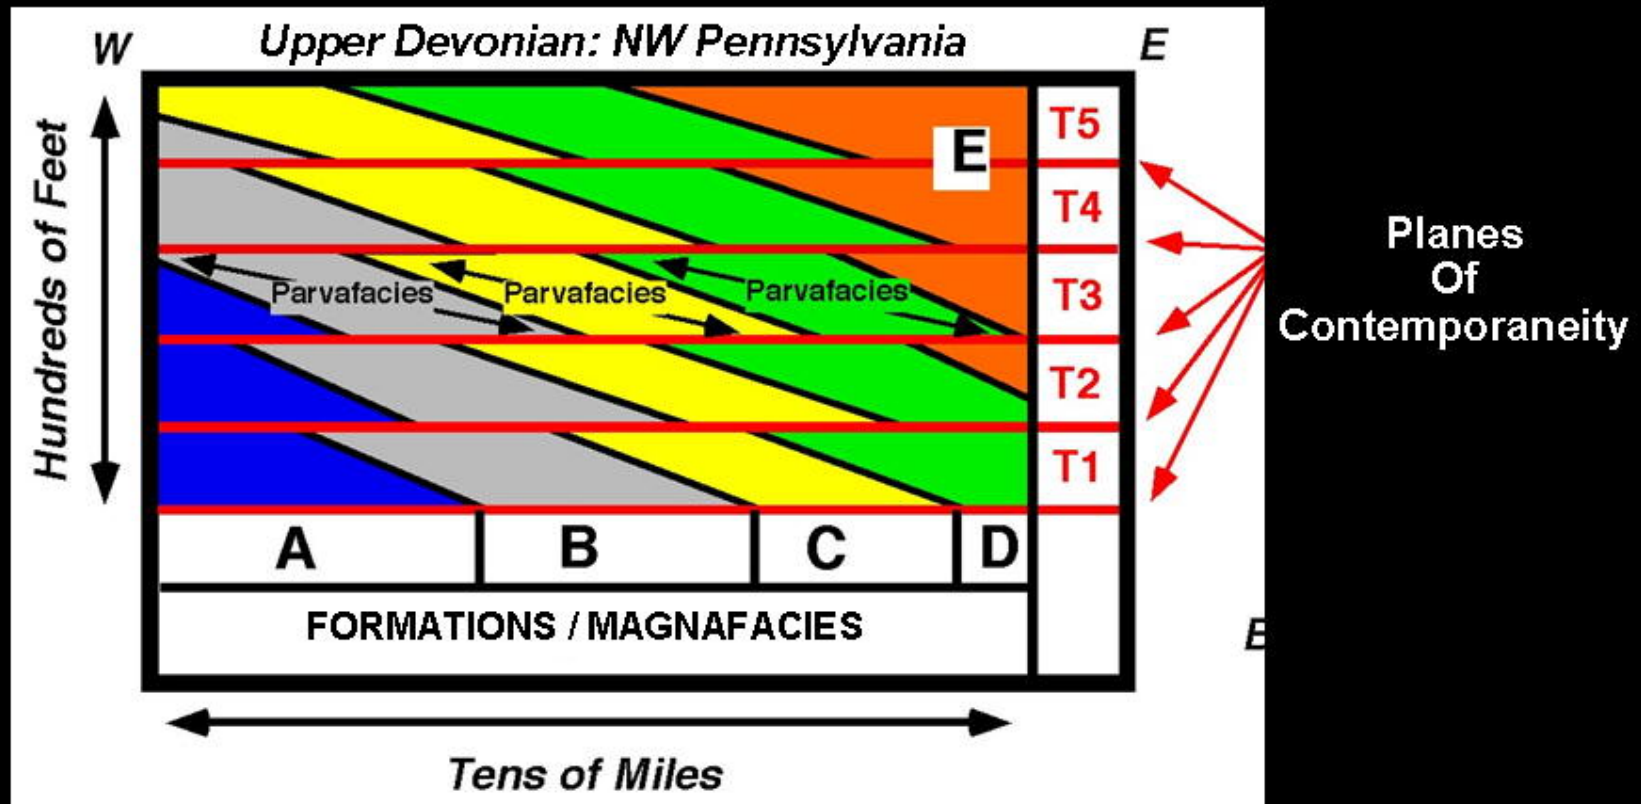 W
Upper Devonian: NW Pennsylvania
E
Hundreds of Feet
T5
E
T4
Parvafacies
Parvafacies
Parvafacies
T3
T2
T1
Planes
Of
Contemporaneity
A B C D
FORMATIONS / MAGNAFACIES
Tens of Miles